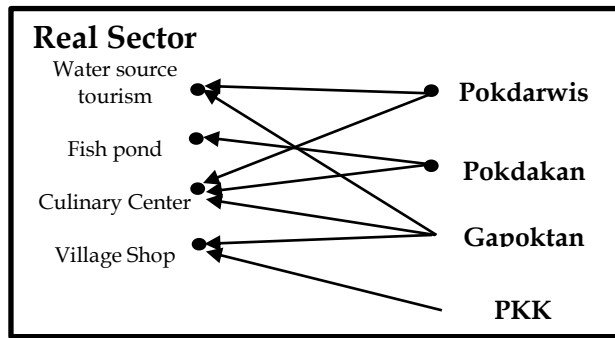 Real Sector
Water source
tourism
Fish pond
Culinary Center
Village Shop
Pokdarwis
Pokdakan
Gapoktan
PKK